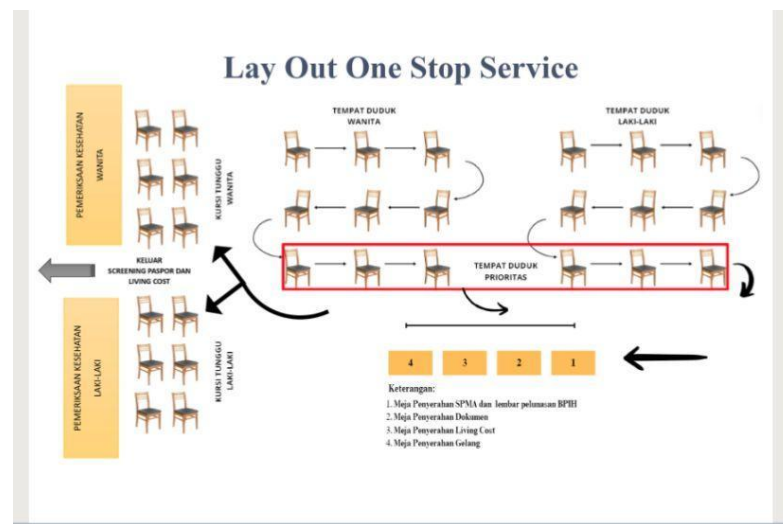 Lay Out One Stop Service
PEMERIKSAAN KESEHATAN
WANITA
KURSI TUNGGU
WANITA
TEMPAT DUDUK
WANITA
TEMPAT DUDUK
LAKI-LAKI
TEMPAT DUDUK
PRIORITAS
KELUAR
SCREENING PASPOR DAN
LIVING COST
PEMERIKSAAN KESEHATAN
LAKI-LAKI
KURSI TUNGGU
LAKI-LAKI
4 3 2 1
Keterangan:
1. Meja Penyerahan SPMA dan lembar pelunasan BPIH
2. Meja Penyerahan Dokumen
3. Meja Penyerahan Living Cost
4. Meja Penyerahan Gelang